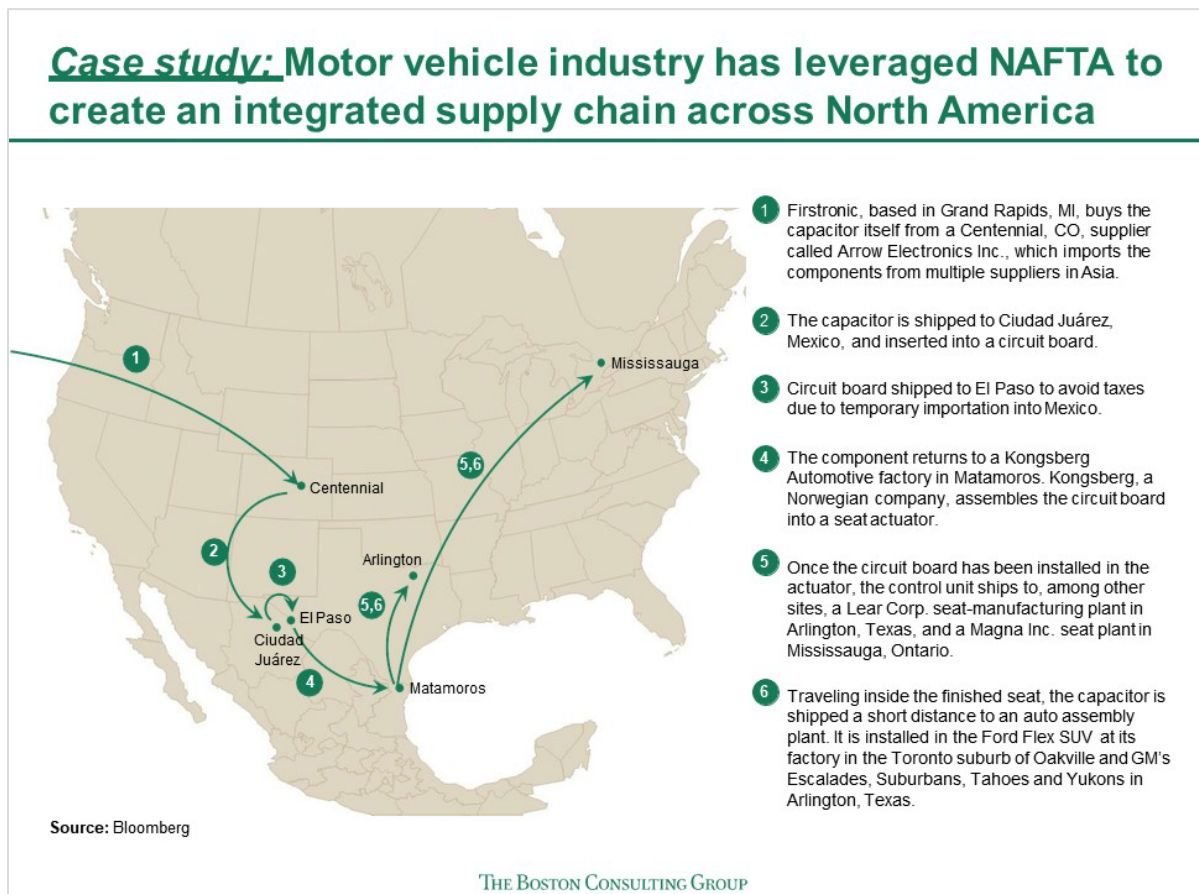 Case study: Motor vehicle industry has leveraged NAFTA to
create an integrated supply chain across North America
1
Mississauga
5,6
Centennial
2
Arlington
3
5,6
El Paso
Ciudad
Juárez
4
Matamoros
1 Firstronic, based in Grand Rapids, MI, buys the
capacitor itself from a Centennial, CO, supplier
called Arrow Electronics Inc., which imports the
components from multiple suppliers in Asia.
2 The capacitor is shipped to Ciudad Juárez,
Mexico, and inserted into a circuit board.
3 Circuit board shipped to El Paso to avoid taxes
due to temporary importation into Mexico.
4 The component returns to a Kongsberg
Automotive factory in Matamoros. Kongsberg, a
Norwegian company, assembles the circuit board
into a seat actuator.
5 Once the circuit board has been installed in the
actuator, the control unit ships to, among other
sites, a Lear Corp. seat-manufacturing plant in
Arlington, Texas, and a Magna Inc. seat plant in
Mississauga, Ontario.
6 Traveling inside the finished seat, the capacitor is
shipped a short distance to an auto assembly
plant. It is installed in the Ford Flex SUV at its
factory in the Toronto suburb of Oakville and GM's
Escalades, Suburbans, Tahoes and Yukons in
Arlington, Texas.
Source: Bloomberg
THE BOSTON CONSULTING GROUP